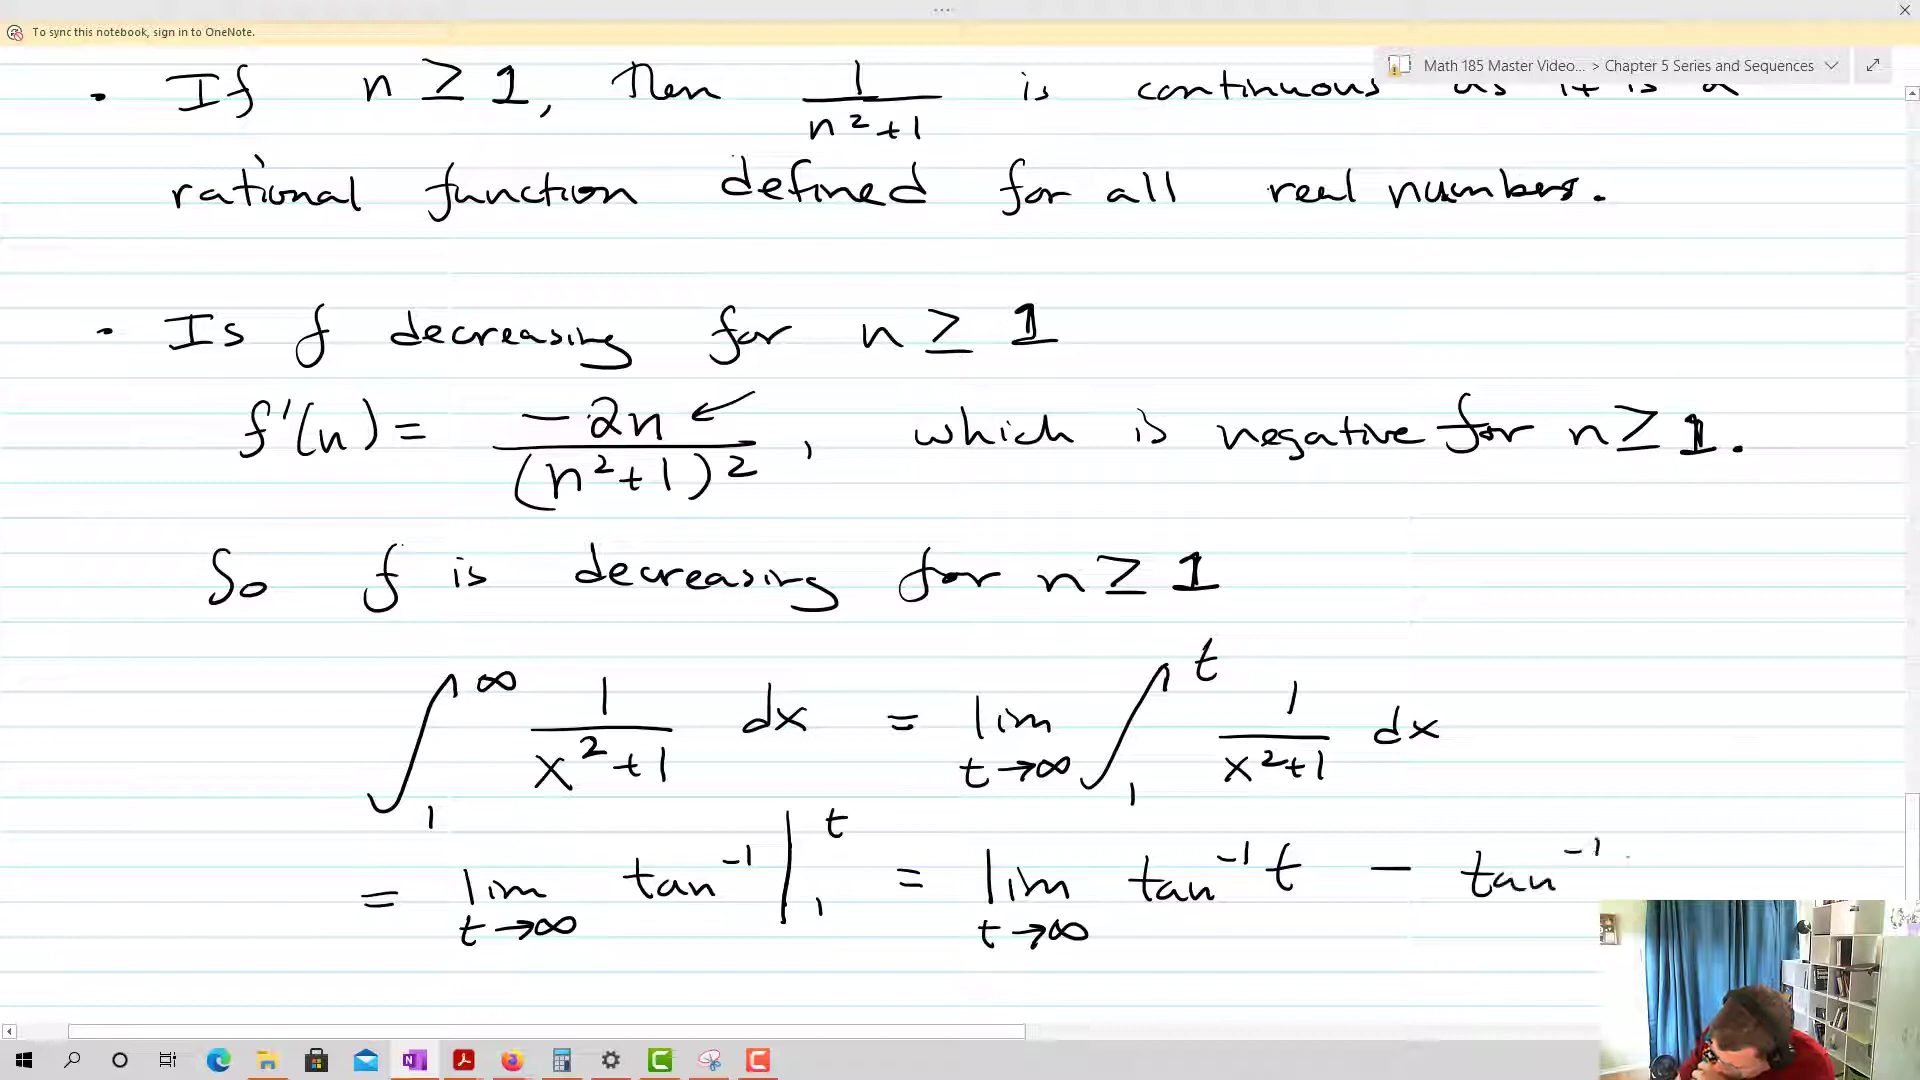 To sync this notebook, sign in to OneNote.
Math 185 Master Video... > Chapter 5 Series and Sequences
• If n ≥ 1, then 1/(n²+1) is continuous as it is a
rational function defined for all real numbers.
• Is f decreasing for n ≥ 1
f'(n) = -2n/(n²+1)², which is negative for n ≥ 1.
So f is decreasing for n ≥ 1
∫₁^∞ 1/(x²+1) dx = lim t→∞ ∫₁^t 1/(x²+1) dx
= lim t→∞ tan⁻¹ |₁^t = lim t→∞ tan⁻¹ t - tan⁻¹